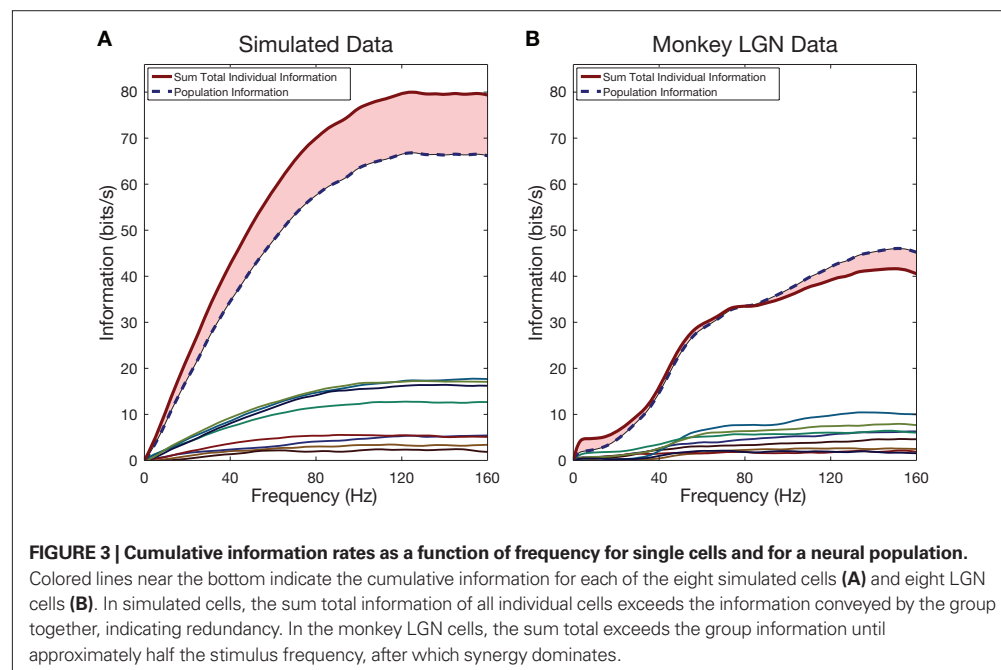 A
Simulated Data
Sum Total Individual Information
Population Information
Information (bits/s)
80
70
60
50
40
30
20
10
0
0 40 80 120 160
Frequency (Hz)
B
Monkey LGN Data
Sum Total Individual Information
Population Information
Information (bits/s)
80
70
60
50
40
30
20
10
0
0 40 80 120 160
Frequency (Hz)
FIGURE 3 | Cumulative information rates as a function of frequency for single cells and for a neural population.
Colored lines near the bottom indicate the cumulative information for each of the eight simulated cells (A) and eight LGN
cells (B). In simulated cells, the sum total information of all individual cells exceeds the information conveyed by the group
together, indicating redundancy. In the monkey LGN cells, the sum total exceeds the group information until
approximately half the stimulus frequency, after which synergy dominates.